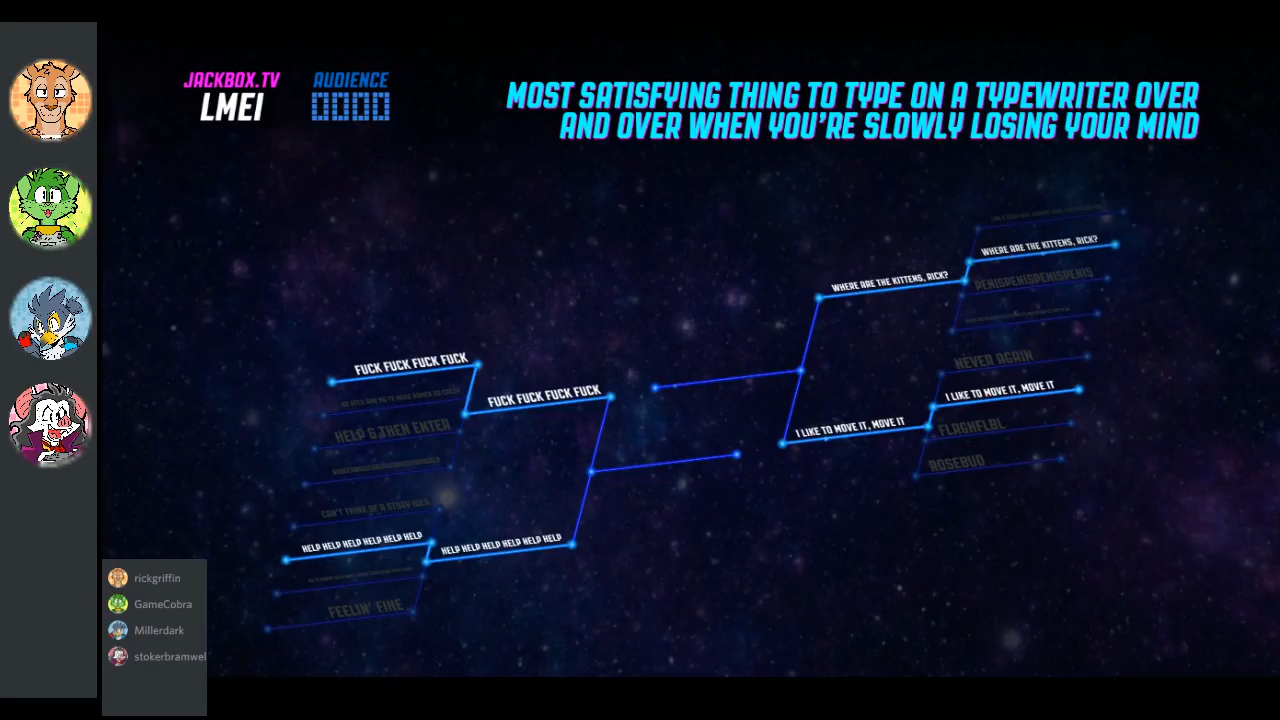 JACKBOX.TV
LMEI
AUDIENCE
0000
MOST SATISFYING THING TO TYPE ON A TYPEWRITER OVER
AND OVER WHEN YOU'RE SLOWLY LOSING YOUR MIND
FUCK FUCK FUCK FUCK
HELP & THEN ENTER
CAN'T THINK OF A STORY IDEA
HELP HELP HELP HELP HELP HELP
FEELIN' FINE
FUCK FUCK FUCK FUCK
HELP HELP HELP HELP HELP HELP
WHERE ARE THE KITTENS, RICK?
I LIKE TO MOVE IT, MOVE IT
WHERE ARE THE KITTENS, RICK?
PENISPENISPENISPENIS
NEVER AGAIN
I LIKE TO MOVE IT, MOVE IT
FLAGHFLBL
ROSEBUD
rickgriffin
GameCobra
Millerdark
stokerbramwel